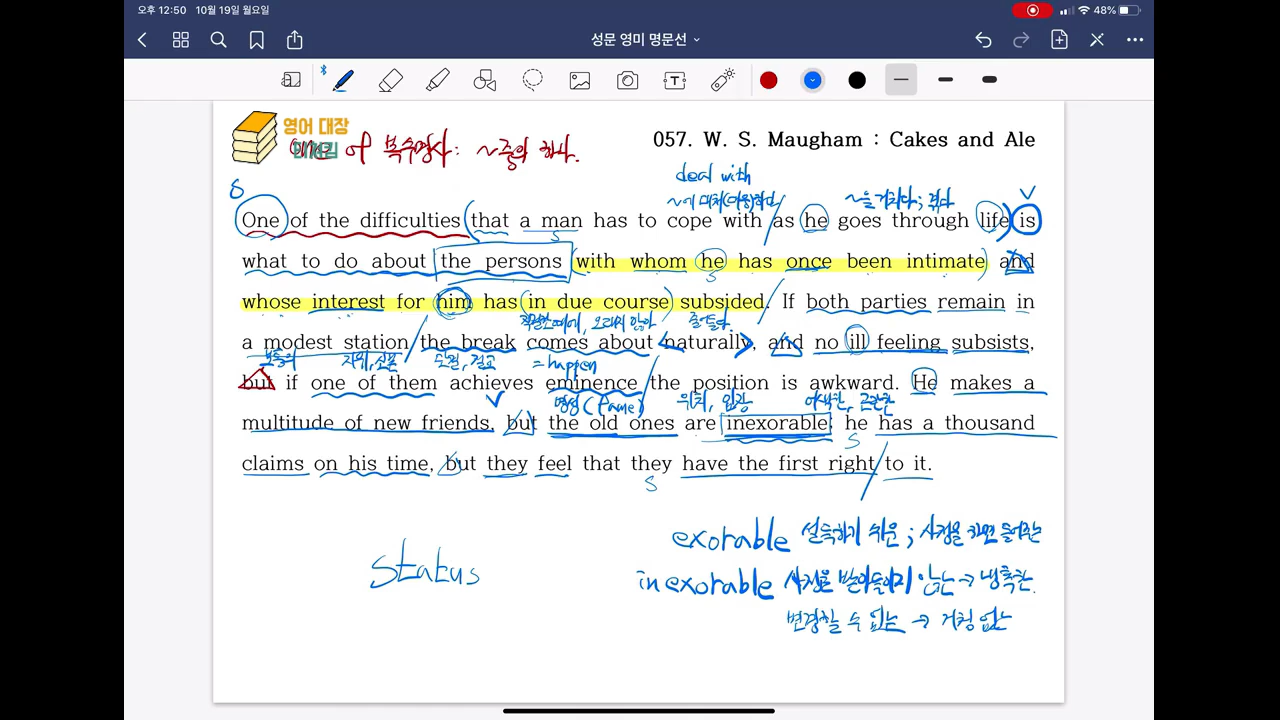 오후 12:50 10월 19일 월요일
48%
성문 영미 명문선
영어 대장
one of 복수명사: ~중의 하나.
057. W. S. Maugham : Cakes and Ale
deal with
~에 대처(대응)하다
~을 거치다; 겪다
S
V
One of the difficulties (that a man has to cope with / as he goes through life) is
S
what to do about the persons (with whom he has once been intimate) and
S
whose interest for him has (in due course) subsided. / If both parties remain in
적절한 때에, 오래지 않아
줄어들다
a modest station / the break comes about < naturally, > and no ill feeling subsists,
보통의
지위, 신분
단절, 절교
= happen
but if one of them achieves eminence / the position is awkward. He makes a
명성 (fame)
위치, 입장
어색한, 곤란한
V
multitude of new friends, but the old ones are inexorable; he has a thousand
S
claims on his time, but they feel that they have the first right / to it.
S
exorable 설득하기 쉬운; 사정을 하면 들어주는
status
inexorable 사정을 받아들이지 않는 → 냉혹한.
변경할 수 없는 → 거침 없는